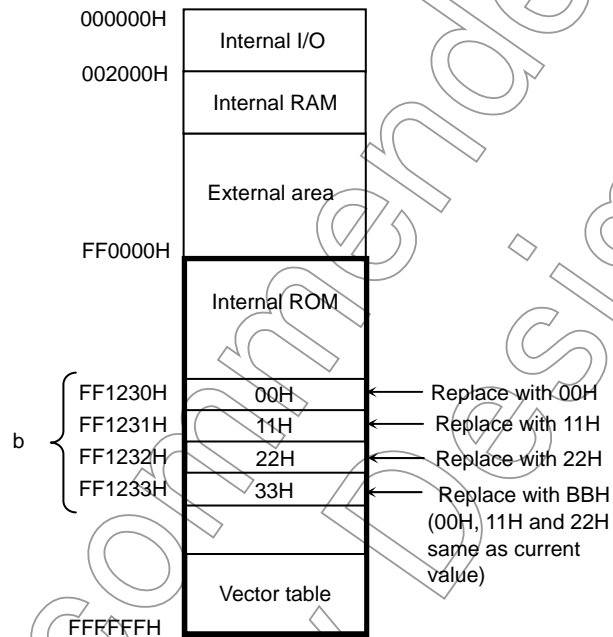 000000H
Internal I/O
002000H
Internal RAM
External area
FF0000H
Internal ROM
b
FF1230H 00H Replace with 00H
FF1231H 11H Replace with 11H
FF1232H 22H Replace with 22H
FF1233H 33H Replace with BBH
(00H, 11H and 22H
same as current
value)
Vector table
FFFFFFH